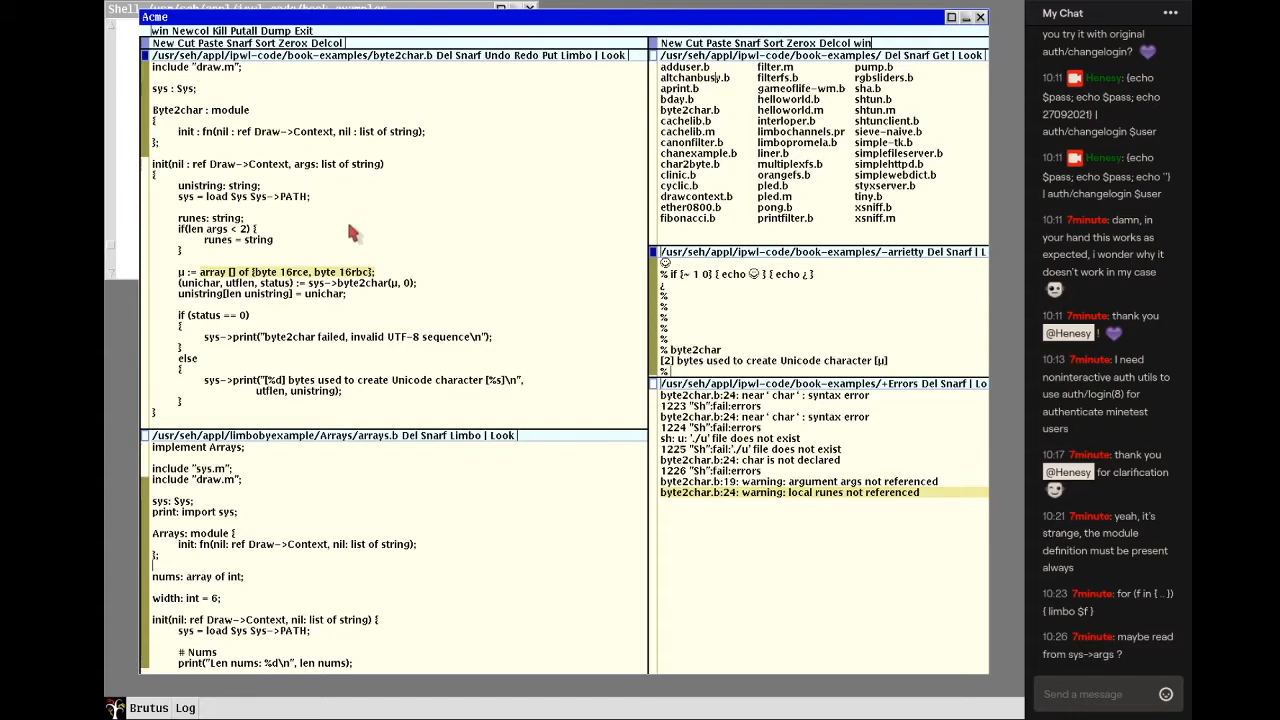 Shell /usr/seh/appl/ipwl-code/book-examples
Acme
win Newcol Kill Putall Dump Exit
New Cut Paste Snarf Sort Zerox Delcol
/usr/seh/appl/ipwl-code/book-examples/byte2char.b Del Snarf Undo Redo Put Limbo | Look
include "draw.m";
sys : Sys;
Byte2char : module
{
init : fn(nil : ref Draw->Context, nil : list of string);
};
init(nil : ref Draw->Context, args: list of string)
{
unistring: string;
sys = load Sys Sys->PATH;
runes: string;
if(len args < 2) {
runes = string
}
µ := array [] of {byte 16rce, byte 16rbc};
(unichar, utflen, status) := sys->byte2char(µ, 0);
unistring[len unistring] = unichar;
if (status == 0)
{
sys->print("byte2char failed, invalid UTF-8 sequence\n");
}
else
{
sys->print("[%d] bytes used to create Unicode character [%s]\n",
utflen, unistring);
}
}
/usr/seh/appl/limbobyexample/Arrays/arrays.b Del Snarf Limbo | Look
implement Arrays;
include "sys.m";
include "draw.m";
sys: Sys;
print: import sys;
Arrays: module {
init: fn(nil: ref Draw->Context, nil: list of string);
};
nums: array of int;
width: int = 6;
init(nil: ref Draw->Context, nil: list of string) {
sys = load Sys Sys->PATH;
# Nums
print("Len nums: %d\n", len nums);
New Cut Paste Snarf Sort Zerox Delcol win
/usr/seh/appl/ipwl-code/book-examples/ Del Snarf Get | Look
adduser.b filter.m pump.b
altchanbusy.b filterfs.b rgbsliders.b
aprint.b gameoflife-wm.b sha.b
bday.b helloworld.b shtun.b
byte2char.b helloworld.m shtun.m
cachelib.b interloper.b shtunclient.b
cachelib.m limbochannels.pr sieve-naive.b
canonfilter.b limbopromela.b simple-tk.b
chanexample.b liner.b simplefileserver.b
char2byte.b multiplexfs.b simplehttpd.b
clinic.b orangefs.b simplewebdict.b
cyclic.b pled.b styxserver.b
drawcontext.b pled.m tiny.b
ether0800.b pong.b xsniff.b
fibonacci.b printfilter.b xsniff.m
/usr/seh/appl/ipwl-code/book-examples/-arrietty Del Snarf | L
☺
% if {~ 1 0} { echo ☺ } { echo ¿ }
¿
%
%
%
%
% byte2char
[2] bytes used to create Unicode character [µ]
%
/usr/seh/appl/ipwl-code/book-examples/+Errors Del Snarf | Lo
byte2char.b:24: near ' char ' : syntax error
1223 "Sh":fail:errors
byte2char.b:24: near ' char ' : syntax error
1224 "Sh":fail:errors
sh: u: './u' file does not exist
1225 "Sh":fail:'./u' file does not exist
byte2char.b:24: char is not declared
1226 "Sh":fail:errors
byte2char.b:19: warning: argument args not referenced
byte2char.b:24: warning: local runes not referenced
Brutus Log
My Chat •••
you try it with original
auth/changelogin? 💜
10:11 Henesy: {echo
$pass; echo $pass; echo
27092021} |
auth/changelogin $user
10:11 Henesy: {echo
$pass; echo $pass; echo ''}
| auth/changelogin $user
10:11 7minute: damn, in
your hand this works as
expected, i wonder why it
doesn't work in my case
10:11 7minute: thank you
@Henesy ! 💜
10:13 7minute: I need
noninteractive auth utils to
use auth/login(8) for
authenticate minetest
users
10:17 7minute: thank you
@Henesy for clarification
10:21 7minute: yeah, it's
strange, the module
definition must be present
always
10:23 7minute: for (f in { .. })
{ limbo $f }
10:26 7minute: maybe read
from sys->args ?
Send a message